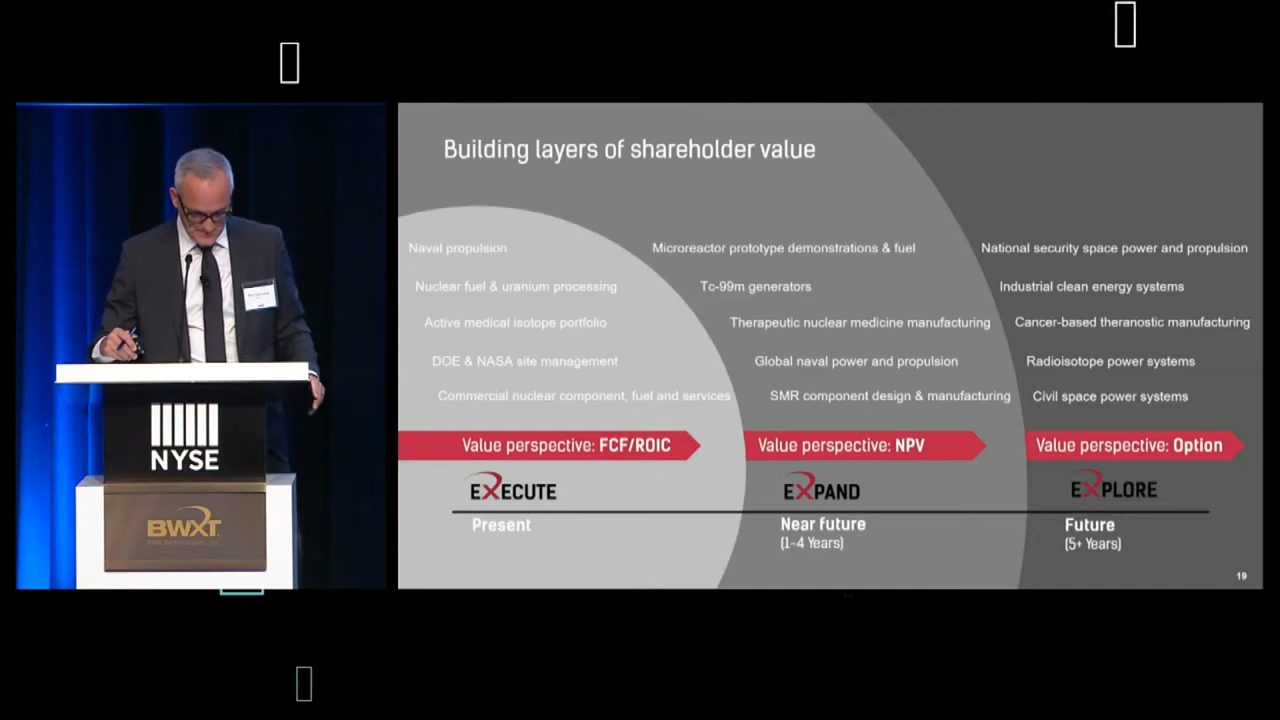 NYSE
BWXT
Building layers of shareholder value
Naval propulsion
Nuclear fuel & uranium processing
Active medical isotope portfolio
DOE & NASA site management
Commercial nuclear component, fuel and services
Value perspective: FCF/ROIC
EXECUTE
Present
Microreactor prototype demonstrations & fuel
Tc-99m generators
Therapeutic nuclear medicine manufacturing
Global naval power and propulsion
SMR component design & manufacturing
Value perspective: NPV
EXPAND
Near future
(1-4 Years)
National security space power and propulsion
Industrial clean energy systems
Cancer-based theranostic manufacturing
Radioisotope power systems
Civil space power systems
Value perspective: Option
EXPLORE
Future
(5+ Years)
19